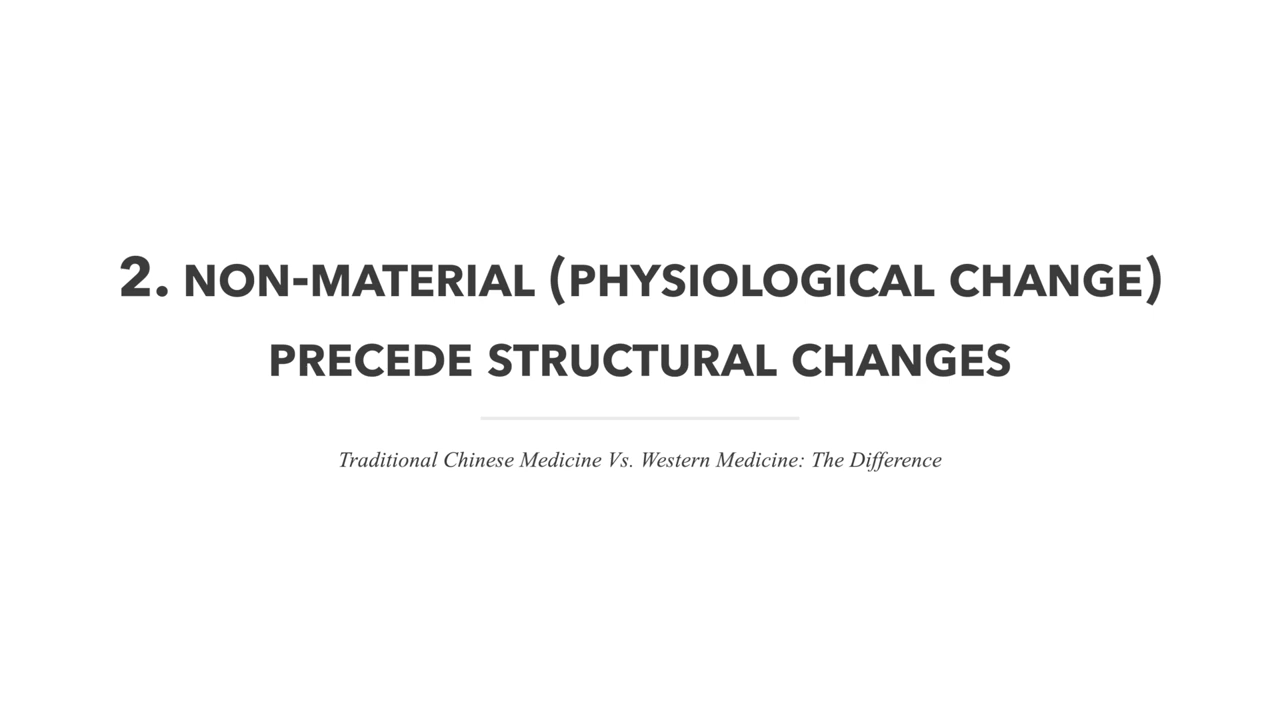 2. NON-MATERIAL (PHYSIOLOGICAL CHANGE)
PRECEDE STRUCTURAL CHANGES
Traditional Chinese Medicine Vs. Western Medicine: The Difference